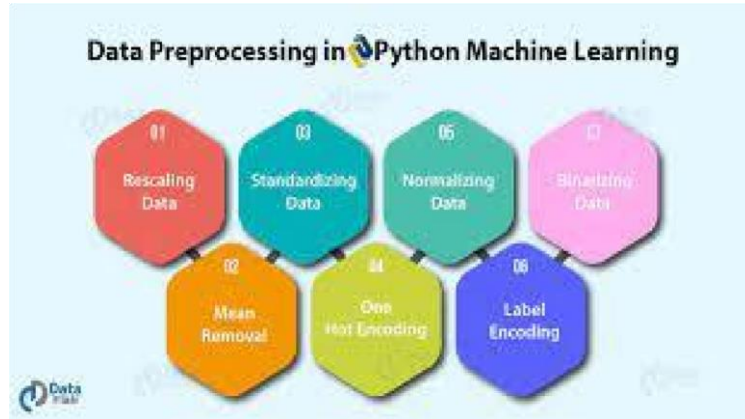 Data Preprocessing in Python Machine Learning
01
Rescaling
Data
02
Mean
Removal
03
Standardizing
Data
04
One
Hot Encoding
05
Normalizing
Data
06
Label
Encoding
07
Binarizing
Data
Data
Flair